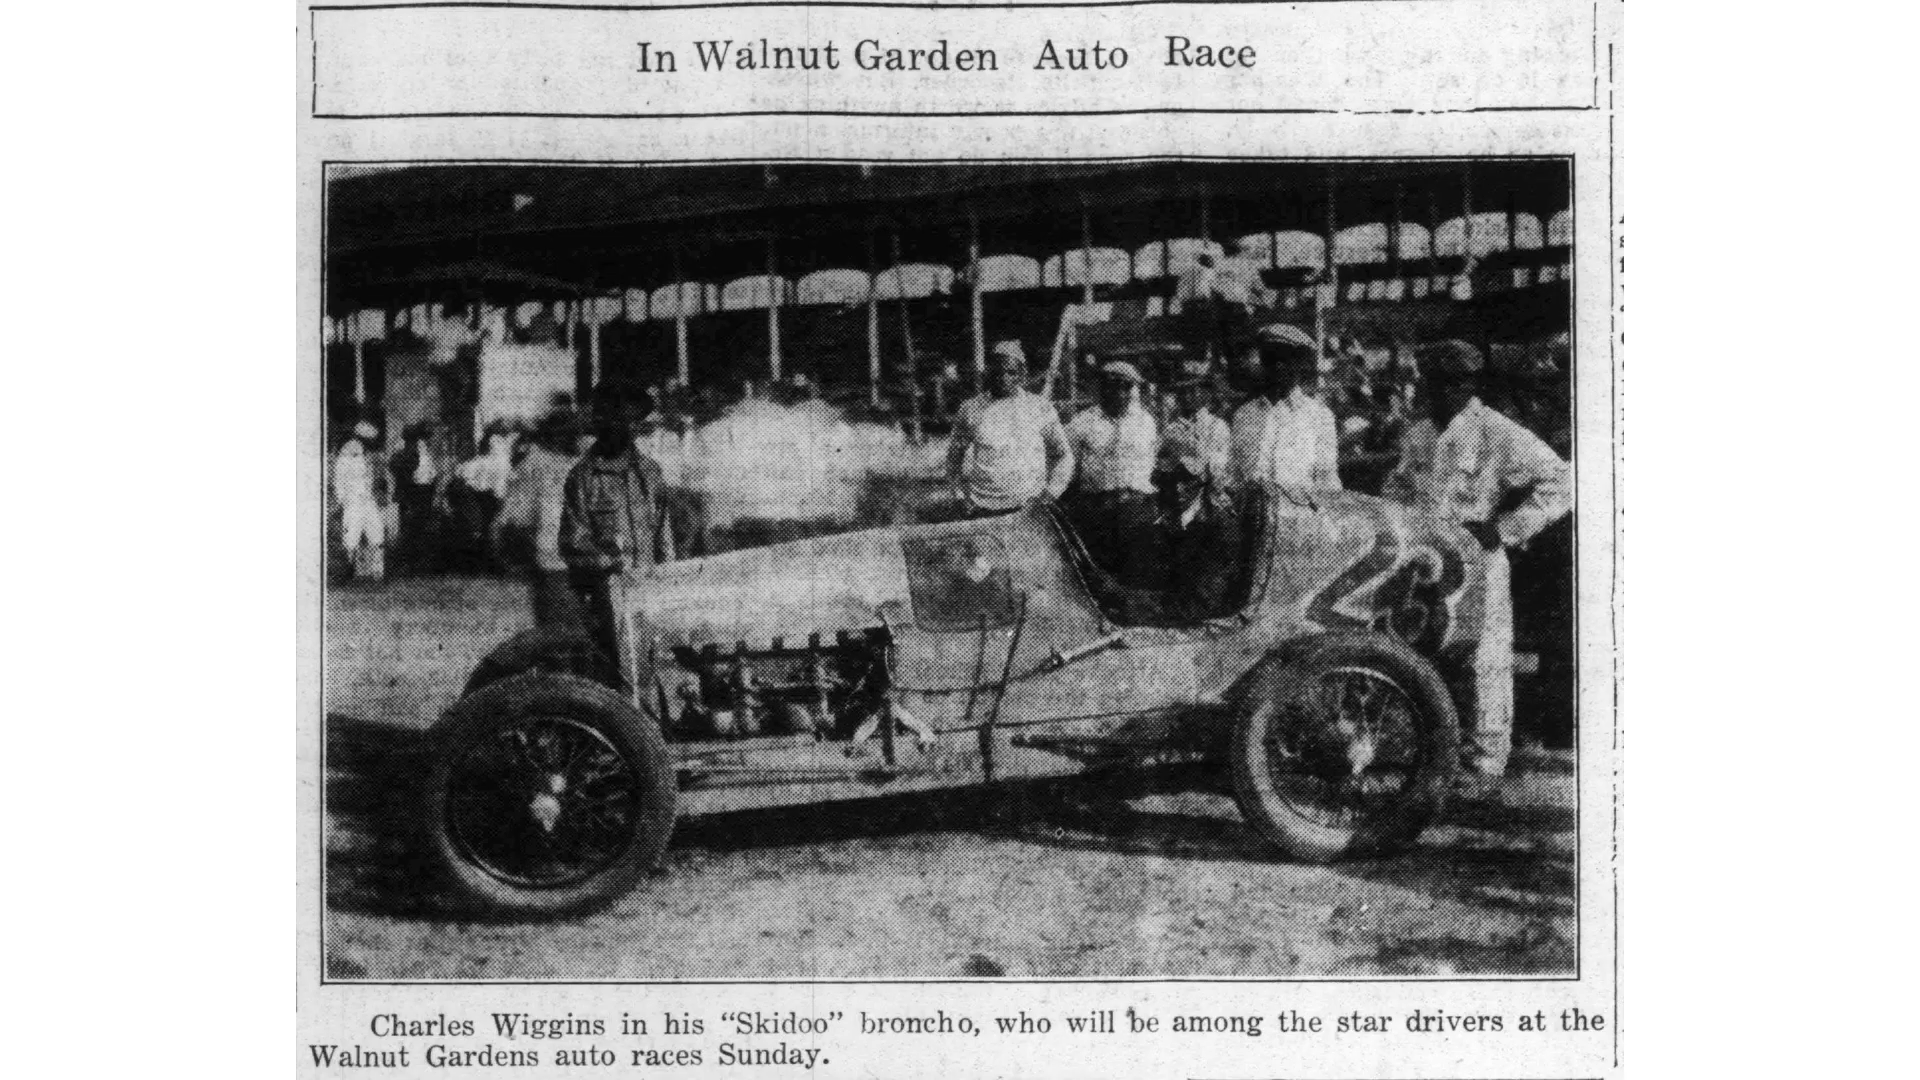 In Walnut Garden Auto Race
23
Charles Wiggins in his “Skidoo” broncho, who will be among the star drivers at the
Walnut Gardens auto races Sunday.